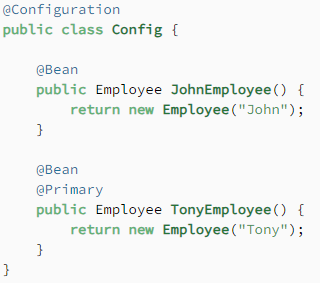 @Configuration
public class Config {
@Bean
public Employee JohnEmployee() {
return new Employee("John");
}
@Bean
@Primary
public Employee TonyEmployee() {
return new Employee("Tony");
}
}